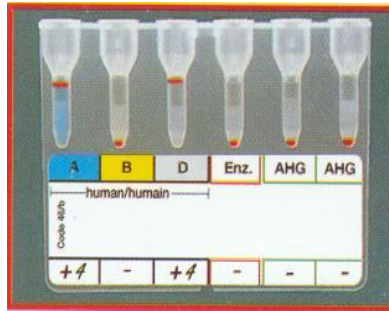 A B D Enz. AHG AHG
human/humain
Code 46/b
+4 - +4 - - -